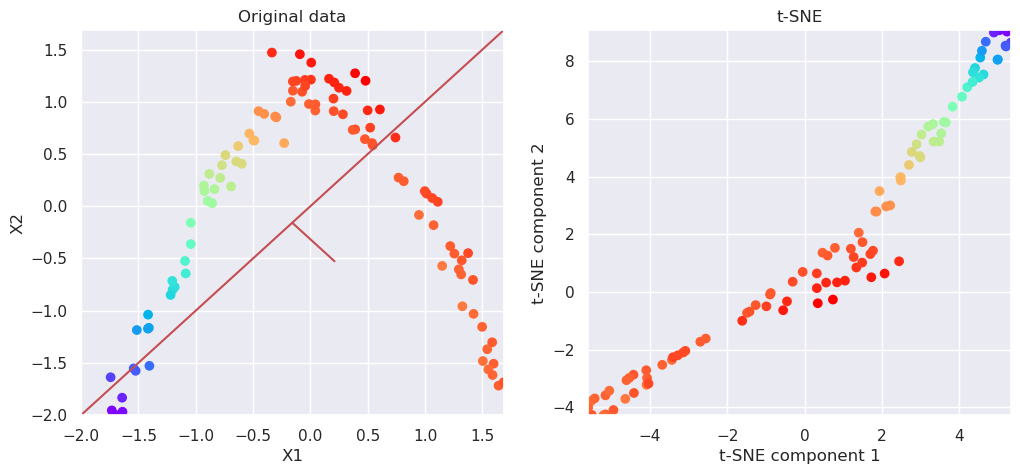 Original data
1.5
1.0
0.5
0.0
−0.5
−1.0
−1.5
−2.0
X2
−2.0 −1.5 −1.0 −0.5 0.0 0.5 1.0 1.5
X1
t-SNE
8
6
4
2
0
−2
−4
t-SNE component 2
−4 −2 0 2 4
t-SNE component 1